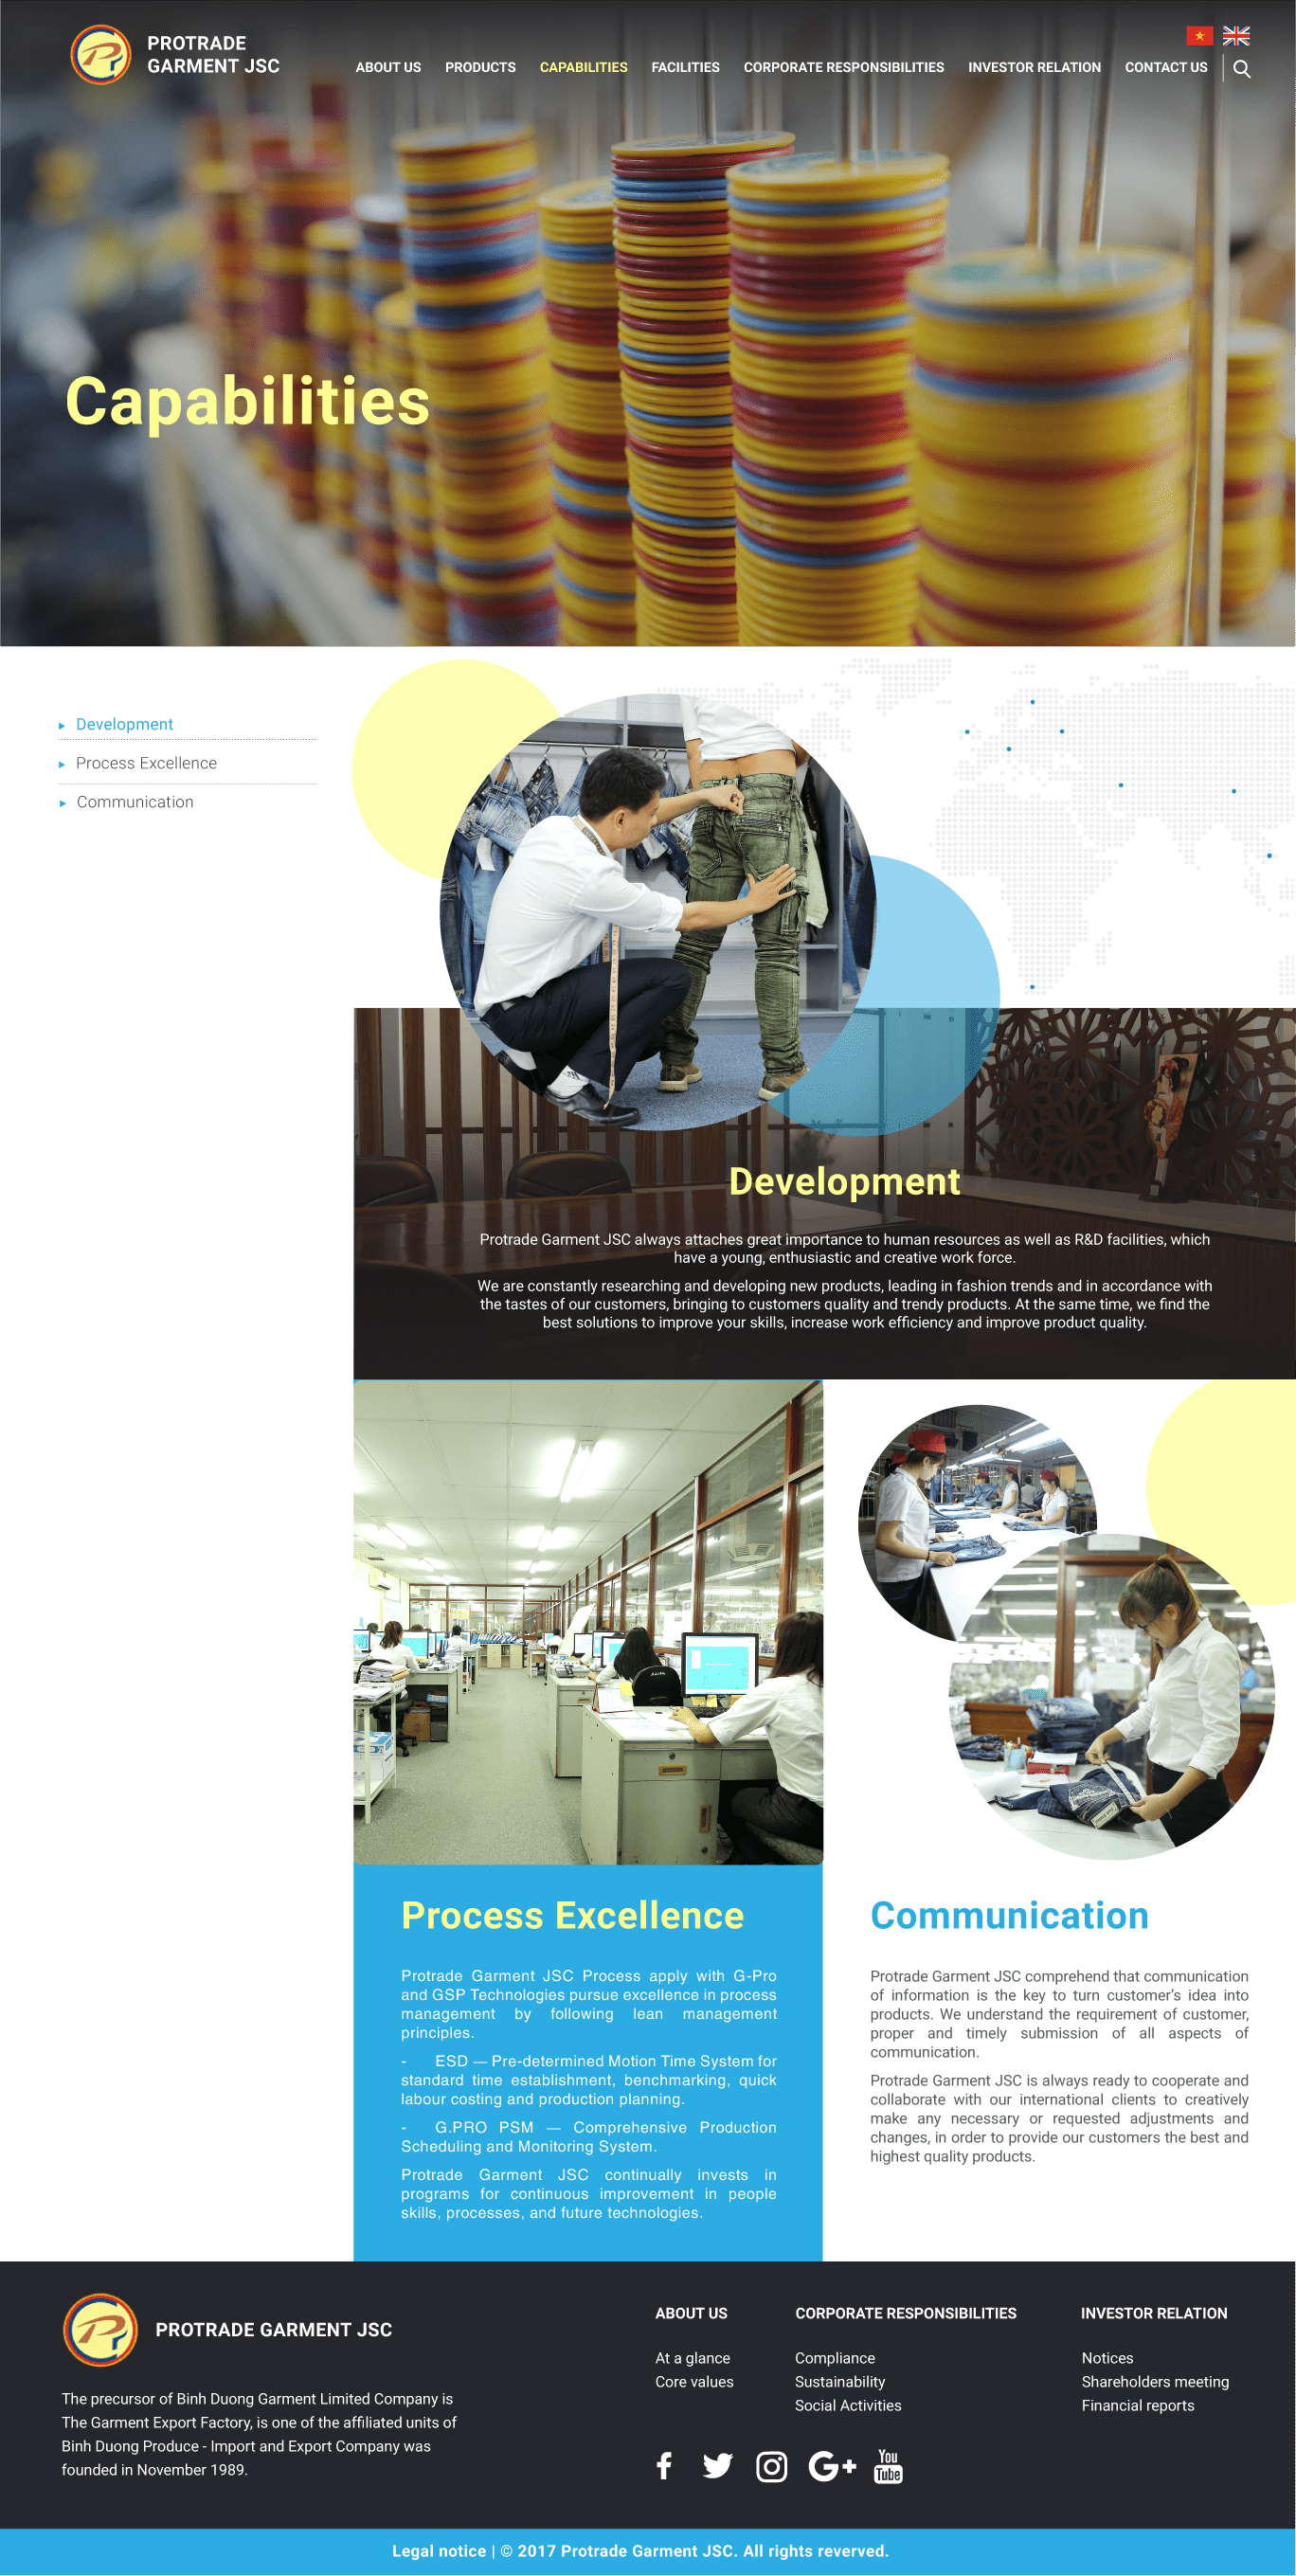 PROTRADE
GARMENT JSC
ABOUT US
PRODUCTS
CAPABILITIES
FACILITIES
CORPORATE RESPONSIBILITIES
INVESTOR RELATION
CONTACT US
Capabilities
Development
Process Excellence
Communication
Development
Protrade Garment JSC always attaches great importance to human resources as well as R&D facilities, which
have a young, enthusiastic and creative work force.
We are constantly researching and developing new products, leading in fashion trends and in accordance with
the tastes of our customers, bringing to customers quality and trendy products. At the same time, we find the
best solutions to improve your skills, increase work efficiency and improve product quality.
Process Excellence
Protrade Garment JSC Process apply with G-Pro
and GSP Technologies pursue excellence in process
management by following lean management
principles.
- ESD — Pre-determined Motion Time System for
standard time establishment, benchmarking, quick
labour costing and production planning.
- G.PRO PSM — Comprehensive Production
Scheduling and Monitoring System.
Protrade Garment JSC continually invests in
programs for continuous improvement in people
skills, processes, and future technologies.
Communication
Protrade Garment JSC comprehend that communication
of information is the key to turn customer's idea into
products. We understand the requirement of customer,
proper and timely submission of all aspects of
communication.
Protrade Garment JSC is always ready to cooperate and
collaborate with our international clients to creatively
make any necessary or requested adjustments and
changes, in order to provide our customers the best and
highest quality products.
PROTRADE GARMENT JSC
The precursor of Binh Duong Garment Limited Company is
The Garment Export Factory, is one of the affiliated units of
Binh Duong Produce - Import and Export Company was
founded in November 1989.
ABOUT US
At a glance
Core values
CORPORATE RESPONSIBILITIES
Compliance
Sustainability
Social Activities
INVESTOR RELATION
Notices
Shareholders meeting
Financial reports
You
Tube
Legal notice | © 2017 Protrade Garment JSC. All rights reverved.